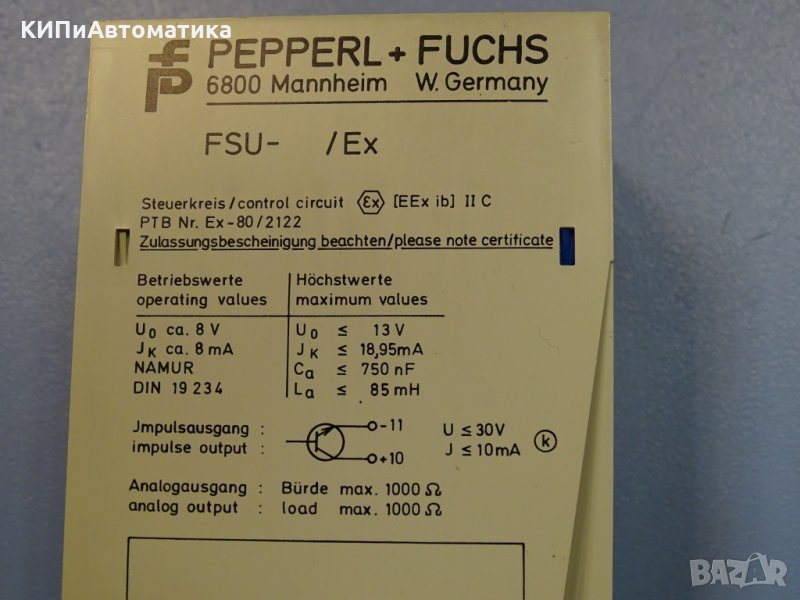 КИПиАвтоматика
PEPPERL + FUCHS
6800 Mannheim W. Germany
FSU- /Ex
Steuerkreis/control circuit Ex [EEx ib] II C
PTB Nr. Ex-80/2122
Zulassungsbescheinigung beachten/please note certificate
Betriebswerte
operating values
U₀ ca. 8 V
Jₖ ca. 8 mA
NAMUR
DIN 19 234
Höchstwerte
maximum values
U₀ ≤ 13 V
Jₖ ≤ 18,95mA
Cₐ ≤ 750 nF
Lₐ ≤ 85 mH
Jmpulsausgang :
impulse output :
-11
+10
U ≤ 30V
J ≤ 10mA
k
Analogausgang : Bürde max. 1000 Ω
analog output : load max. 1000 Ω
BAZAR